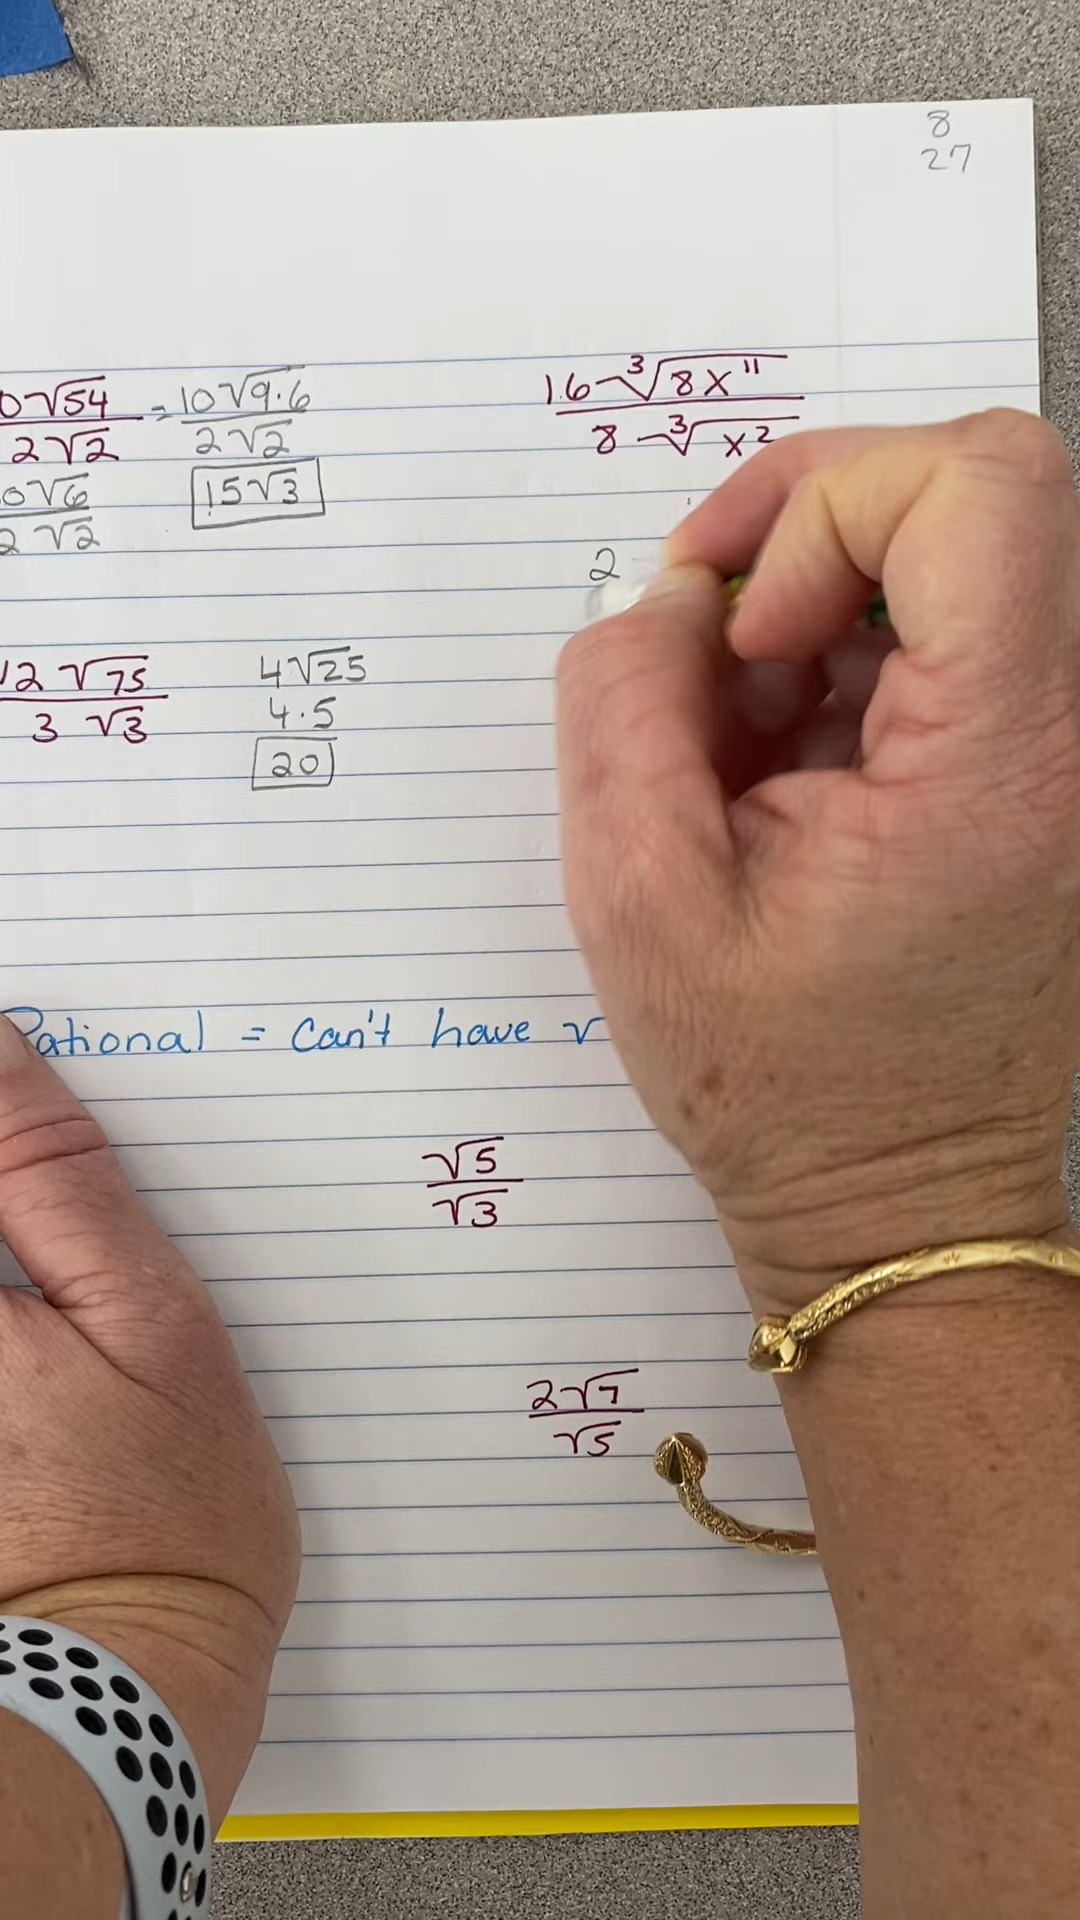 8
27
0√54 / 2√2 = 10√9·6 / 2√2
0√6 / 2√2
15√3
16 ∛8x¹¹ / 8 ∛x²
2
12 √75 / 3 √3
4√25
4·5
20
Rational = Can't have √
√5 / √3
2√7 / √5